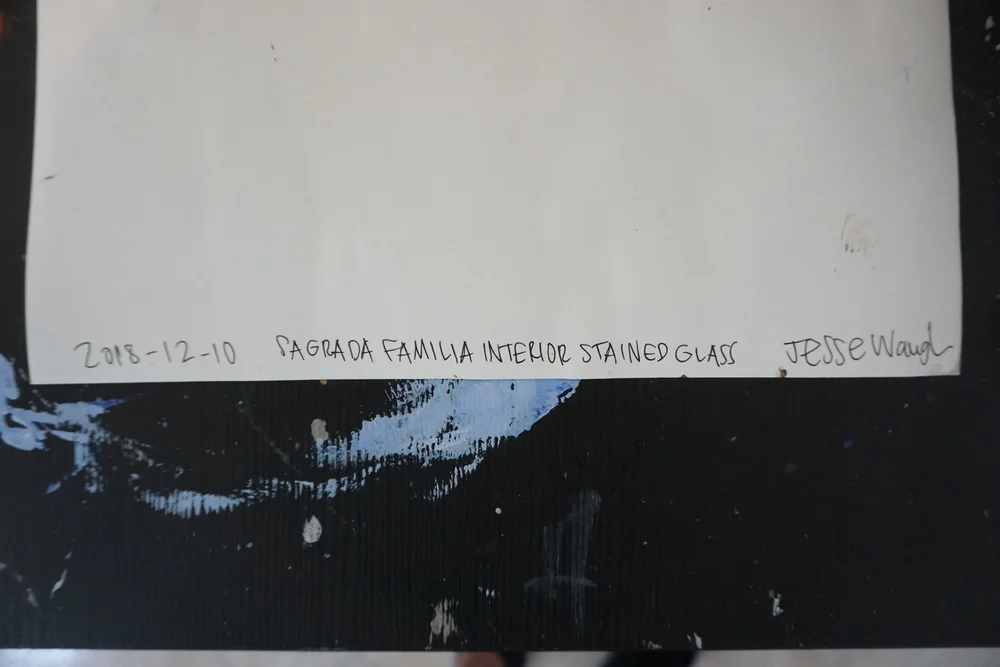 2018-12-10 SAGRADA FAMILIA INTERIOR STAINED GLASS Jesse Waugh